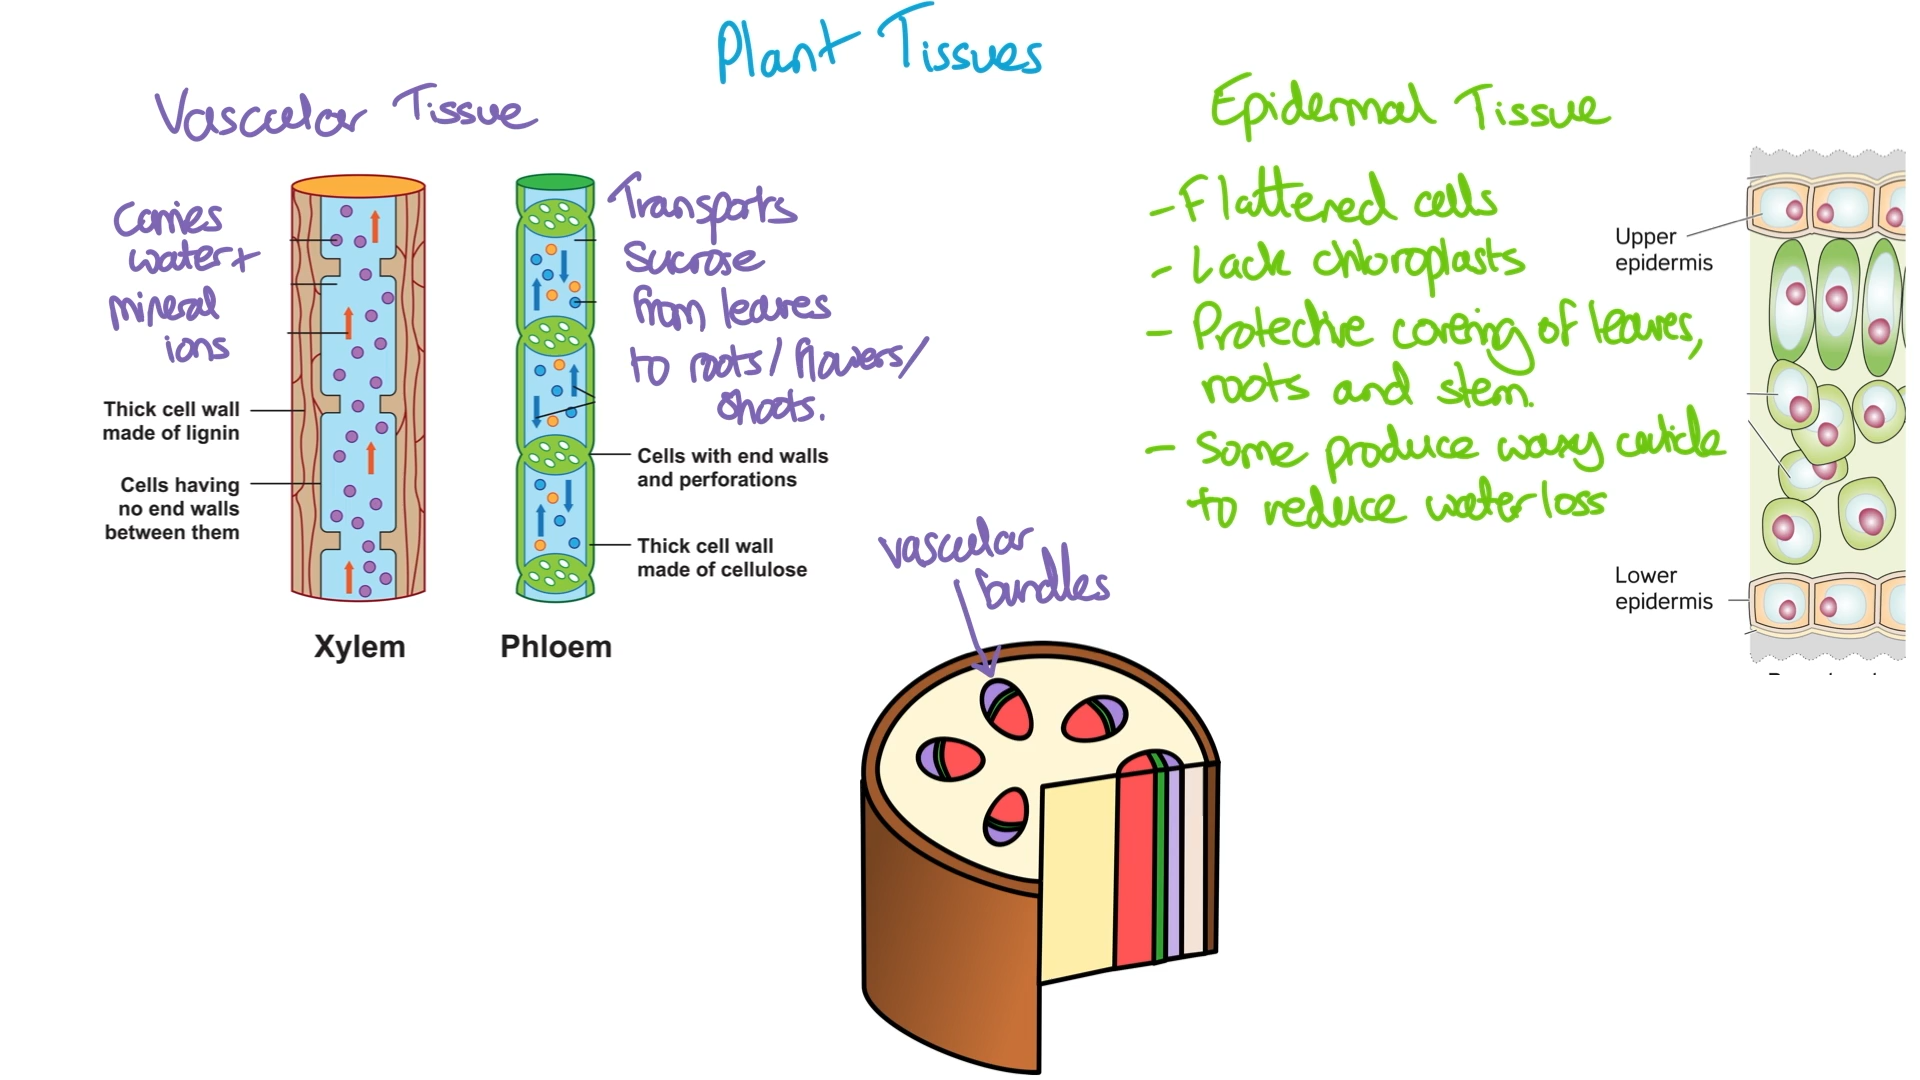 Plant Tissues
Vascular Tissue
Carries
water +
mineral
ions
Thick cell wall
made of lignin
Cells having
no end walls
between them
Xylem
Transports
Sucrose
from leaves
to roots/flowers/
shoots.
Cells with end walls
and perforations
Thick cell wall
made of cellulose
Phloem
vascular
bundles
Epidermal Tissue
- Flattered cells
- Lack chloroplasts
- Protective covering of leaves,
roots and stem.
- Some produce waxy cuticle
to reduce water loss
Upper
epidermis
Lower
epidermis